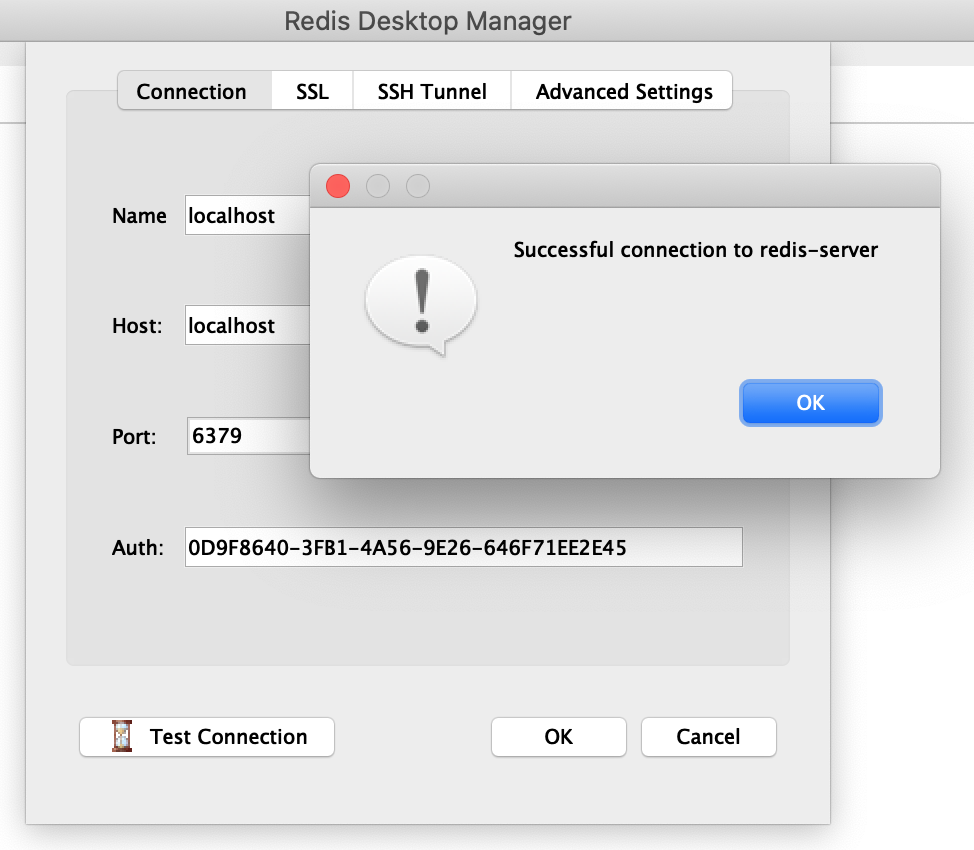 Redis Desktop Manager
Connection SSL SSH Tunnel Advanced Settings
Name localhost
Successful connection to redis-server
Host: localhost
OK
Port: 6379
Auth: 0D9F8640-3FB1-4A56-9E26-646F71EE2E45
Test Connection OK Cancel